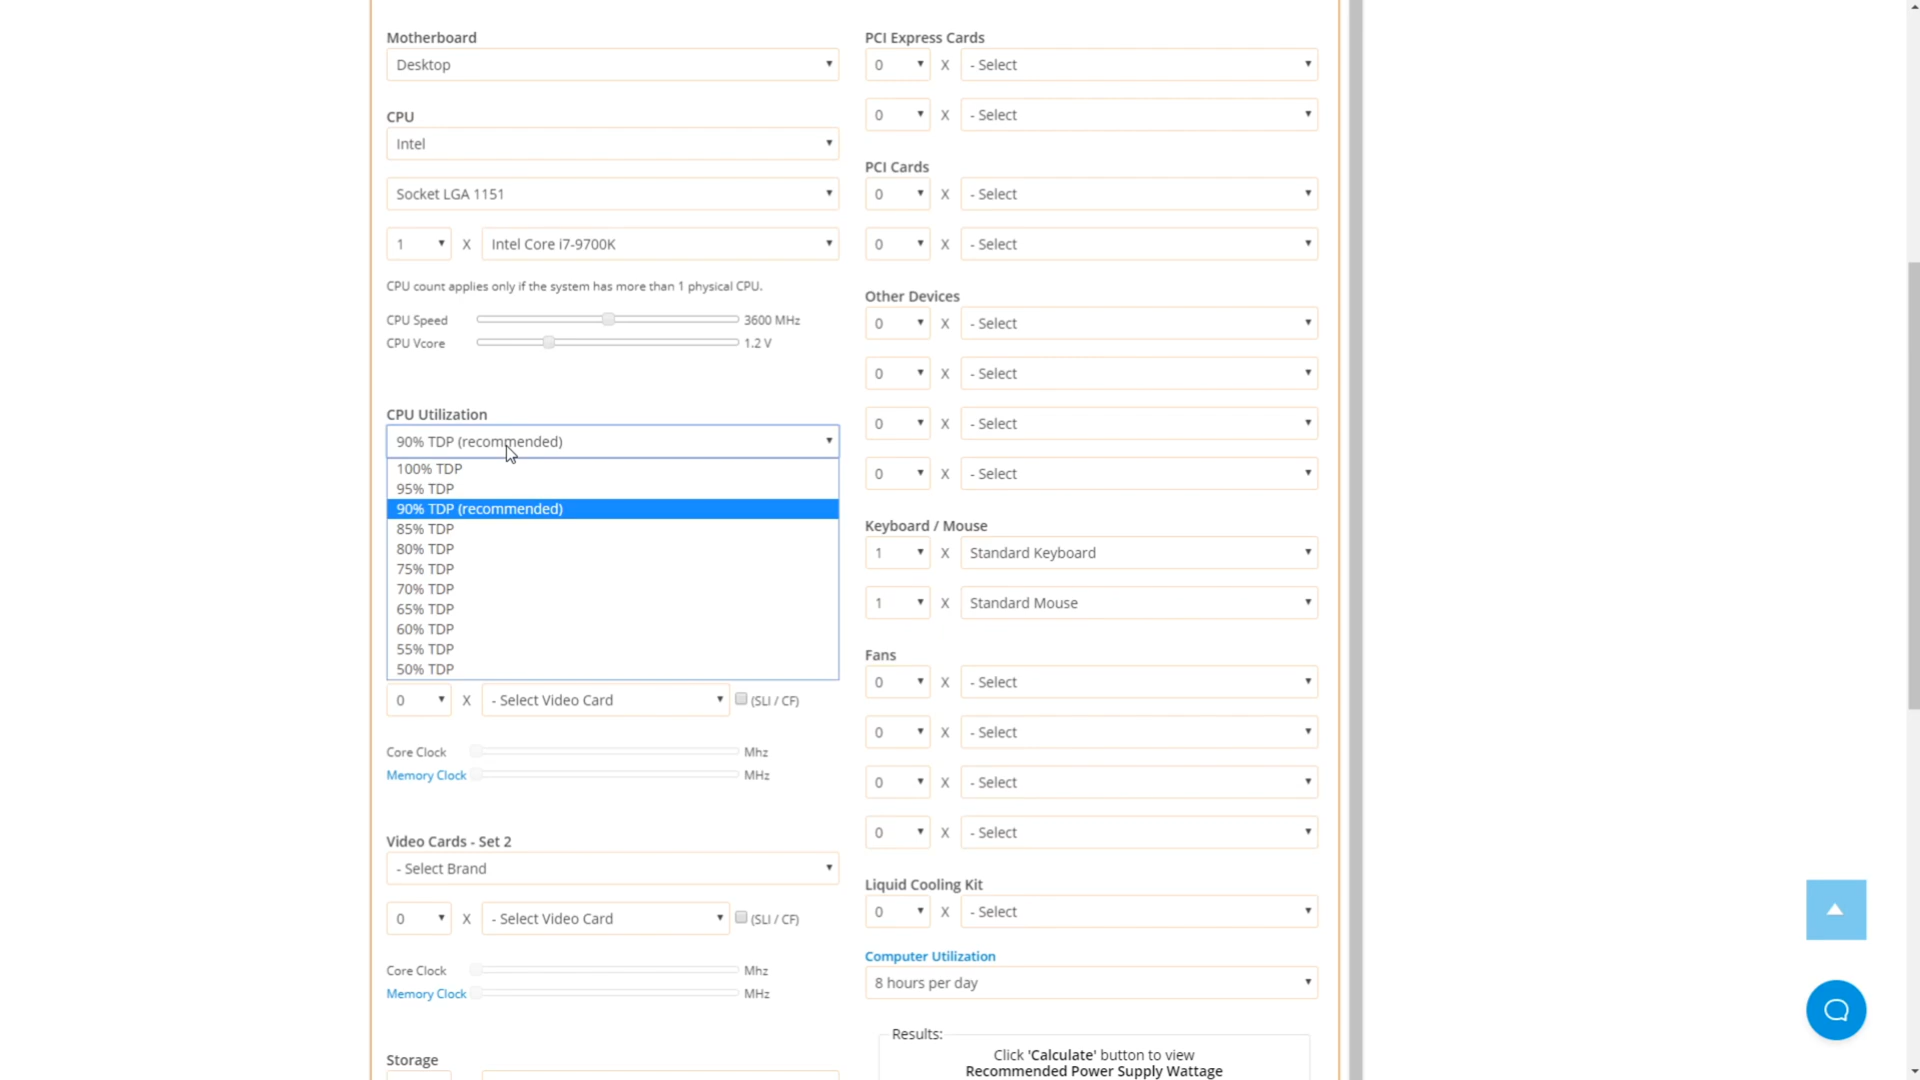 Motherboard
Desktop
CPU
Intel
Socket LGA 1151
1 X Intel Core i7-9700K
CPU count applies only if the system has more than 1 physical CPU.
CPU Speed 3600 MHz
CPU Vcore 1.2 V
CPU Utilization
90% TDP (recommended)
100% TDP
95% TDP
90% TDP (recommended)
85% TDP
80% TDP
75% TDP
70% TDP
65% TDP
60% TDP
55% TDP
50% TDP
0 X - Select Video Card (SLI / CF)
Core Clock Mhz
Memory Clock MHz
Video Cards - Set 2
- Select Brand
0 X - Select Video Card (SLI / CF)
Core Clock Mhz
Memory Clock MHz
Storage
PCI Express Cards
0 X - Select
0 X - Select
PCI Cards
0 X - Select
0 X - Select
Other Devices
0 X - Select
0 X - Select
0 X - Select
0 X - Select
Keyboard / Mouse
1 X Standard Keyboard
1 X Standard Mouse
Fans
0 X - Select
0 X - Select
0 X - Select
0 X - Select
Liquid Cooling Kit
0 X - Select
Computer Utilization
8 hours per day
Results:
Click 'Calculate' button to view
Recommended Power Supply Wattage